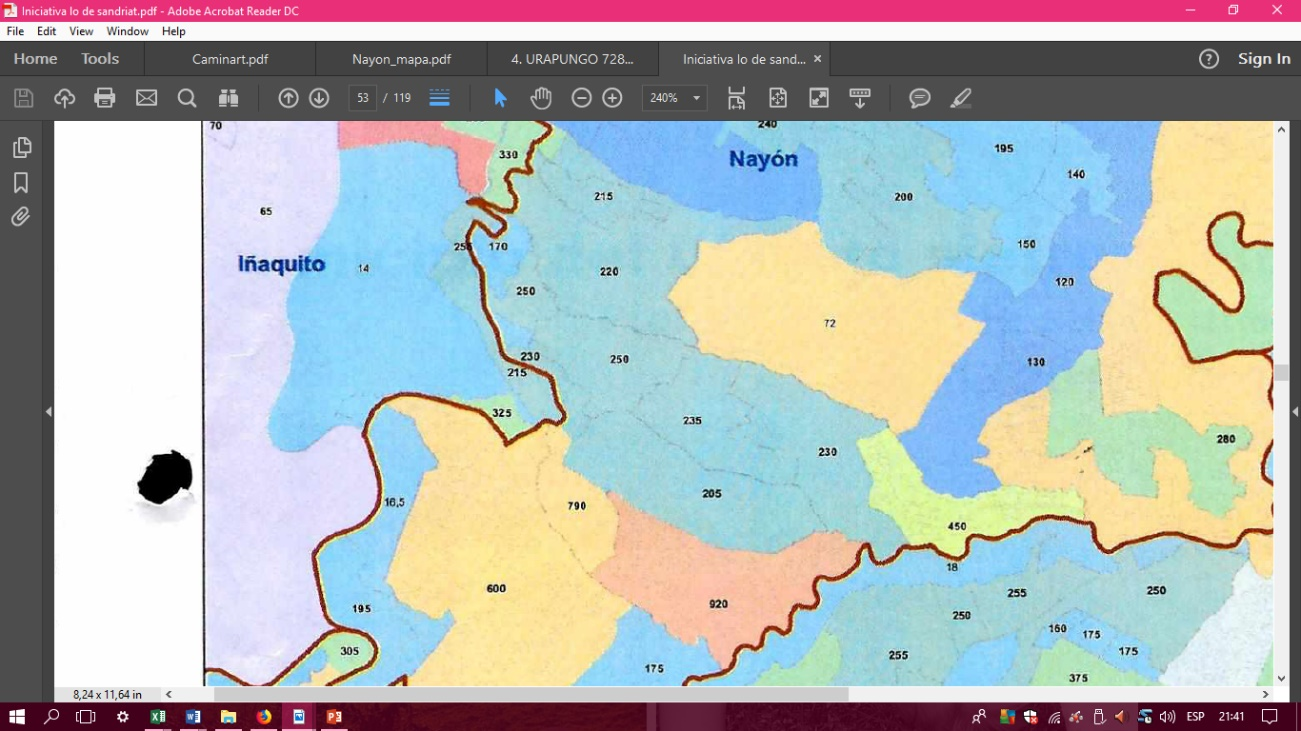 Iniciativa lo de sandriat.pdf - Adobe Acrobat Reader DC
File Edit View Window Help
Home Tools Caminart.pdf Nayon_mapa.pdf 4. URAPUNGO 728... Iniciativa lo de sand... × ? Sign In
53 / 119 240%
70 240
330 Nayón 195
140
65 215 200
255 170 150
Iñaquito 14 220
250 120
72
230 250 130
215
325 235 280
230
16,5 790 205
450
18
600 920 255 250
195 250
160 175
305 175 255 175
375
8,24 x 11,64 in
ESP 21:41